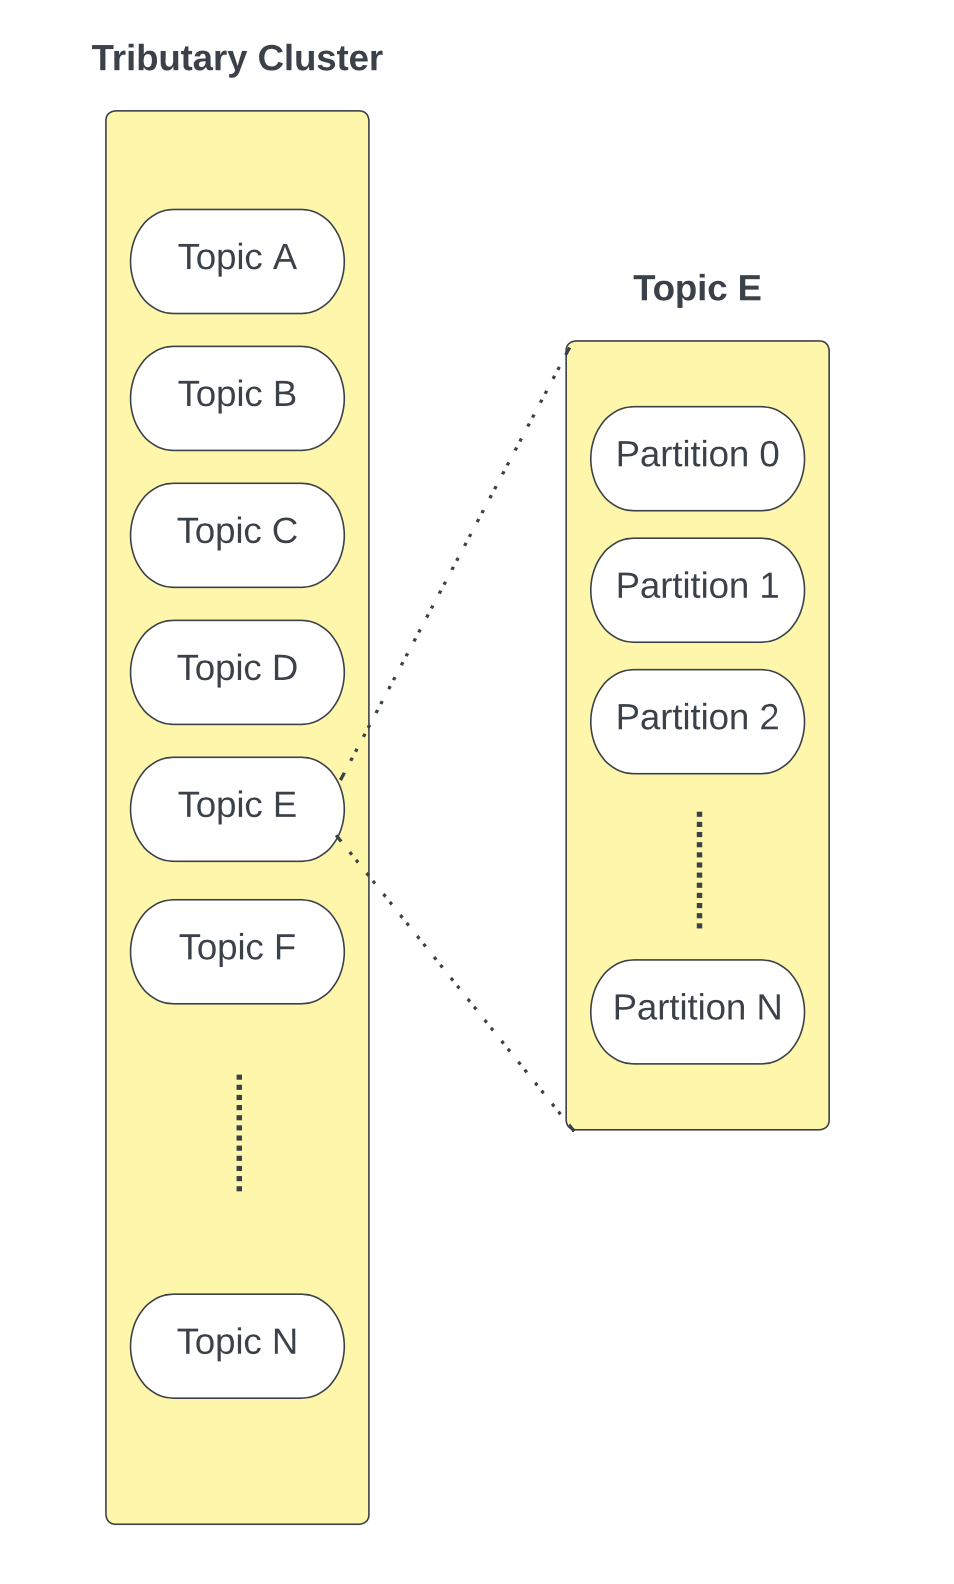 Tributary Cluster
Topic A
Topic B
Topic C
Topic D
Topic E
Topic F
Topic N
Topic E
Partition 0
Partition 1
Partition 2
Partition N